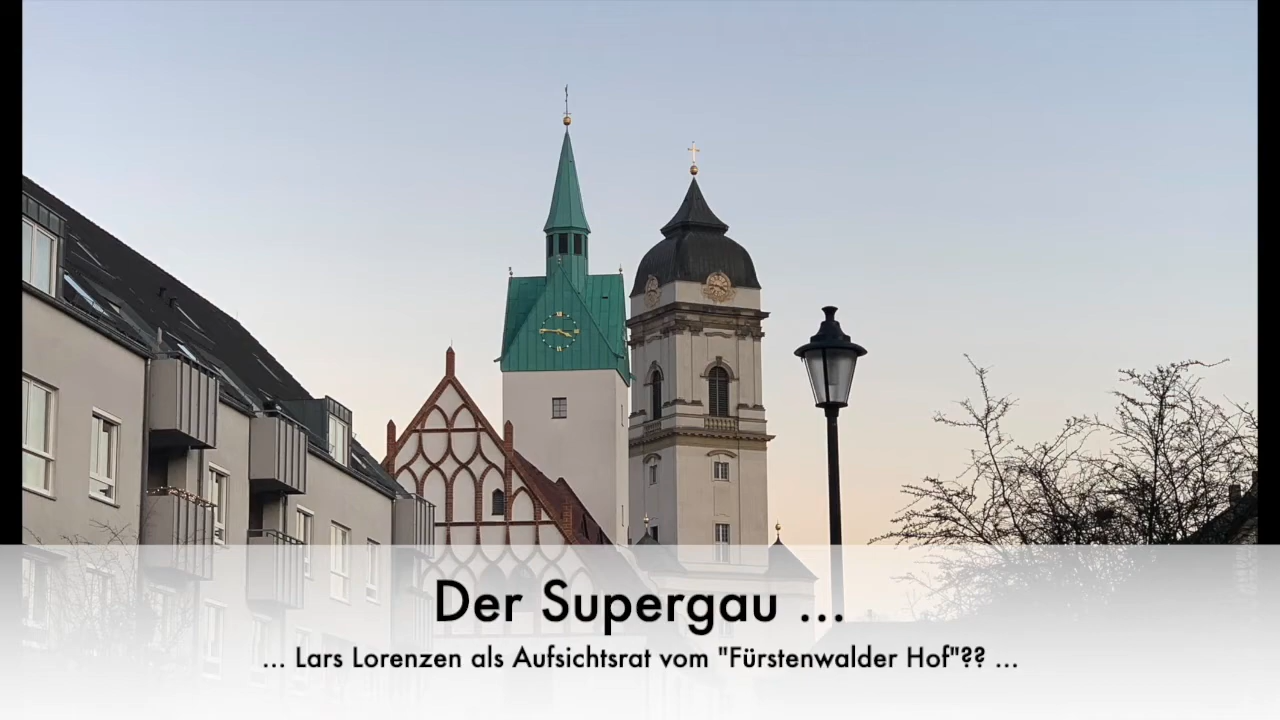 Der Supergau ...
... Lars Lorenzen als Aufsichtsrat vom "Fürstenwalder Hof"?? ...